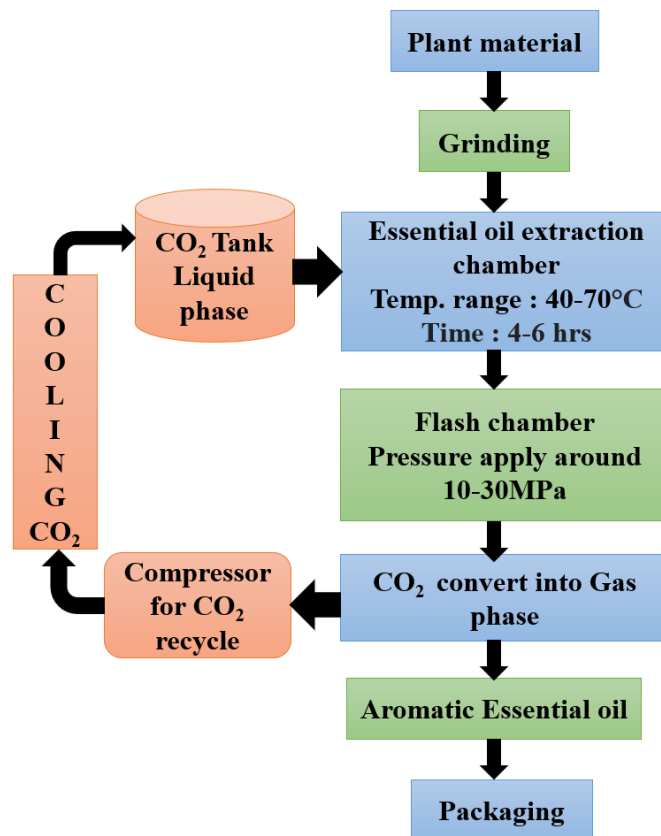 Plant material
Grinding
CO₂ Tank
Liquid
phase
Essential oil extraction
chamber
Temp. range : 40-70°C
Time : 4-6 hrs
Flash chamber
Pressure apply around
10-30MPa
CO₂ convert into Gas
phase
Compressor
for CO₂
recycle
C
O
O
L
I
N
G
CO₂
Aromatic Essential oil
Packaging